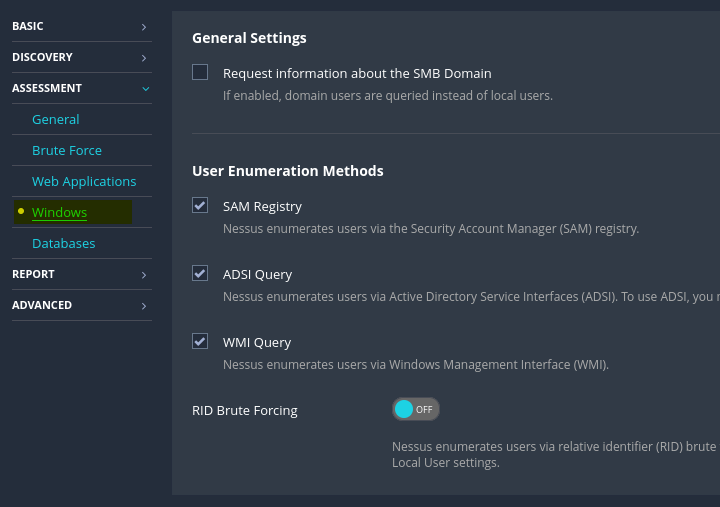 BASIC
DISCOVERY
ASSESSMENT
General
Brute Force
Web Applications
Windows
Databases
REPORT
ADVANCED
General Settings
Request information about the SMB Domain
If enabled, domain users are queried instead of local users.
User Enumeration Methods
SAM Registry
Nessus enumerates users via the Security Account Manager (SAM) registry.
ADSI Query
Nessus enumerates users via Active Directory Service Interfaces (ADSI). To use ADSI, you
WMI Query
Nessus enumerates users via Windows Management Interface (WMI).
RID Brute Forcing
OFF
Nessus enumerates users via relative identifier (RID) brute
Local User settings.